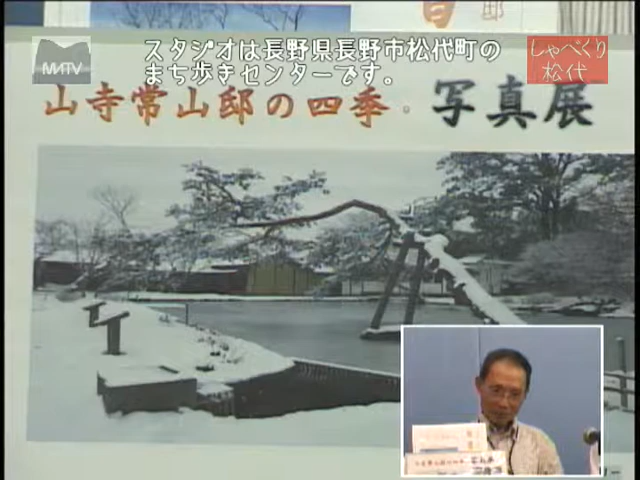 スタジオは長野県長野市松代町の
まち歩きセンターです。
しゃべくり
松代
山寺常山邸の四季・写真展